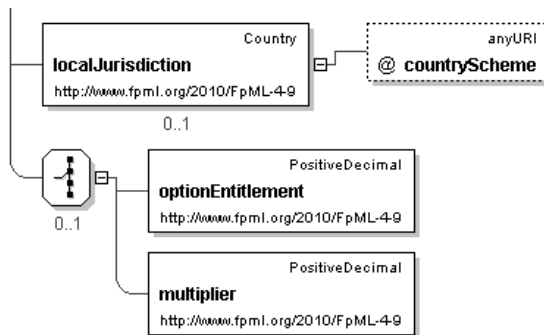 Country
localJurisdiction
http://www.fpml.org/2010/FpML-4-9
0..1
anyURI
@ countryScheme
0..1
PositiveDecimal
optionEntitlement
http://www.fpml.org/2010/FpML-4-9
PositiveDecimal
multiplier
http://www.fpml.org/2010/FpML-4-9